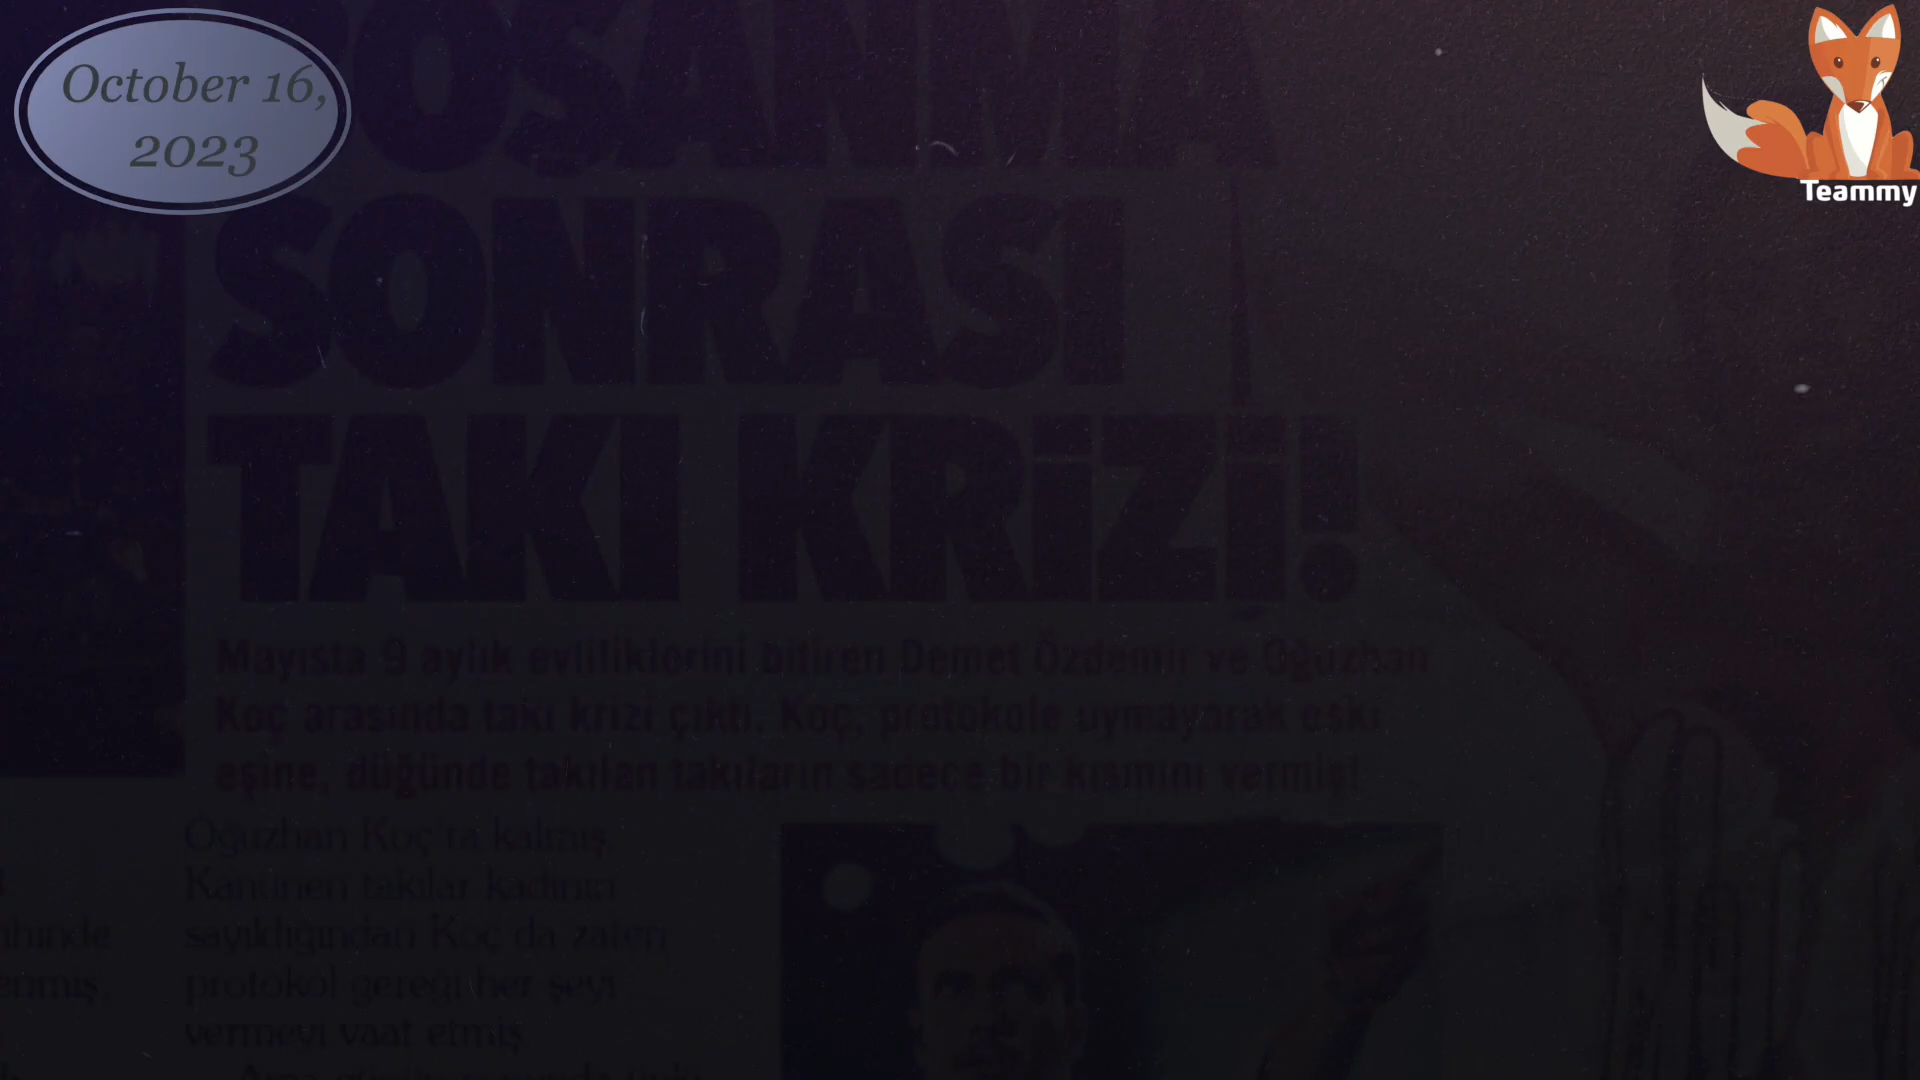 October 16,
2023
Teammy
BOŞANMA
SONRASI
TAKI KRİZİ!
Mayısta 9 aylık evliliklerini bitiren Demet Özdemir ve Oğuzhan
Koç arasında takı krizi çıktı. Koç, protokole uymayarak eski
eşine, düğünde takılan takıların sadece bir kısmını vermiş!
Oğuzhan Koç'ta kalmış.
takılar kadının
sayıldığından Koç da zaten
protokol gereği her şeyi
vermeyi vaat etmiş